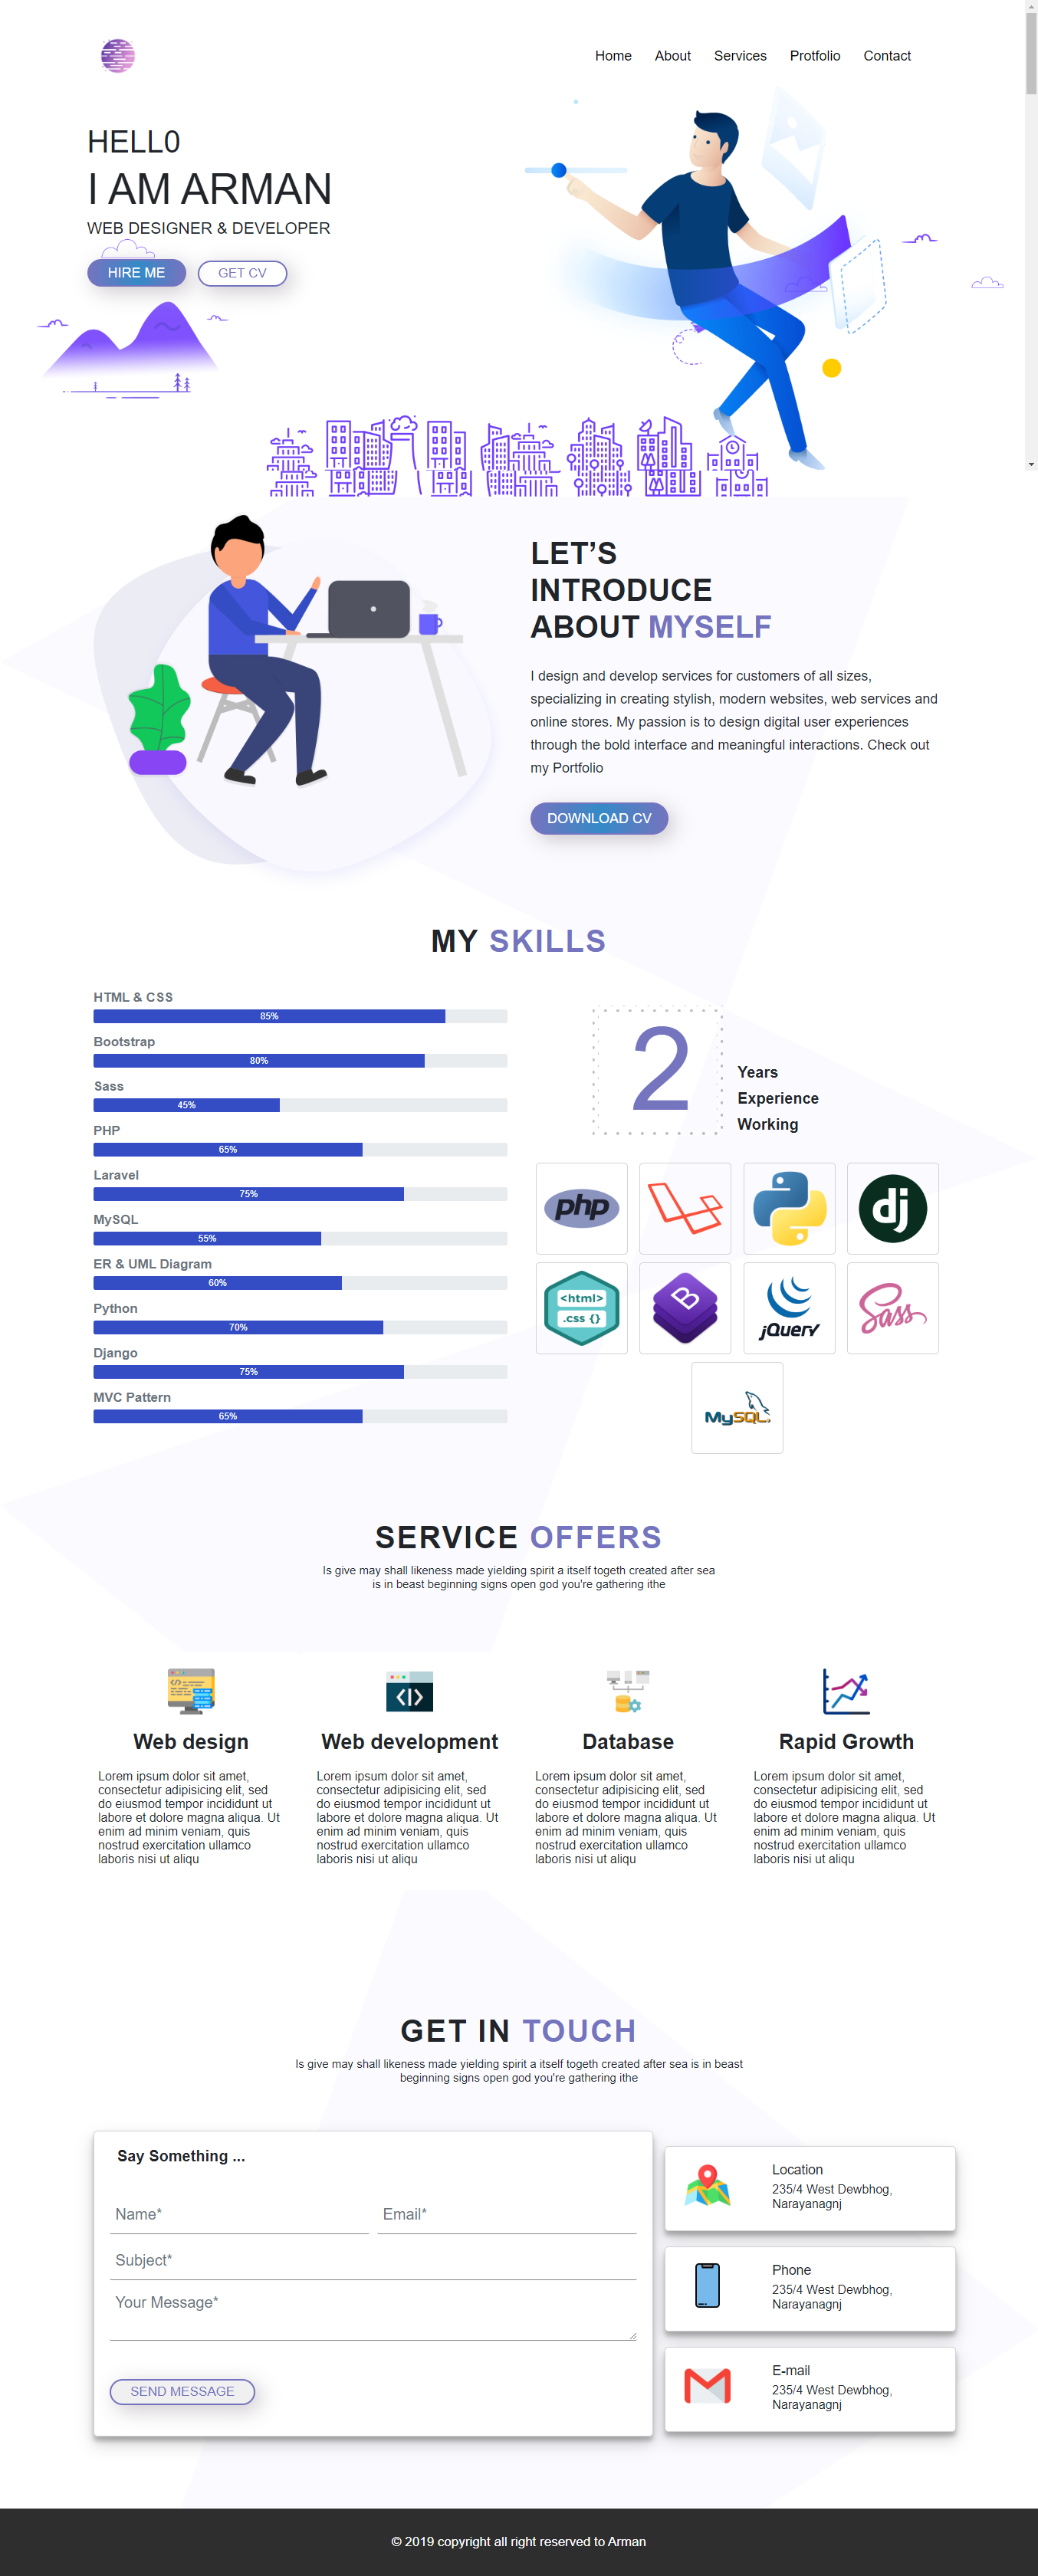 Home About Services Protfolio Contact
HELL0
I AM ARMAN
WEB DESIGNER & DEVELOPER
HIRE ME GET CV
LET’S
INTRODUCE
ABOUT MYSELF
I design and develop services for customers of all sizes,
specializing in creating stylish, modern websites, web services and
online stores. My passion is to design digital user experiences
through the bold interface and meaningful interactions. Check out
my Portfolio
DOWNLOAD CV
MY SKILLS
HTML & CSS
85%
Bootstrap
80%
Sass
45%
PHP
65%
Laravel
75%
MySQL
55%
ER & UML Diagram
60%
Python
70%
Django
75%
MVC Pattern
65%
2
Years
Experience
Working
php
dj
<html>
.css {}
B
jQuery
Sass
MySQL.
SERVICE OFFERS
Is give may shall likeness made yielding spirit a itself togeth created after sea
is in beast beginning signs open god you're gathering ithe
Web design
Lorem ipsum dolor sit amet,
consectetur adipisicing elit, sed
do eiusmod tempor incididunt ut
labore et dolore magna aliqua. Ut
enim ad minim veniam, quis
nostrud exercitation ullamco
laboris nisi ut aliqu
Web development
Lorem ipsum dolor sit amet,
consectetur adipisicing elit, sed
do eiusmod tempor incididunt ut
labore et dolore magna aliqua. Ut
enim ad minim veniam, quis
nostrud exercitation ullamco
laboris nisi ut aliqu
Database
Lorem ipsum dolor sit amet,
consectetur adipisicing elit, sed
do eiusmod tempor incididunt ut
labore et dolore magna aliqua. Ut
enim ad minim veniam, quis
nostrud exercitation ullamco
laboris nisi ut aliqu
Rapid Growth
Lorem ipsum dolor sit amet,
consectetur adipisicing elit, sed
do eiusmod tempor incididunt ut
labore et dolore magna aliqua. Ut
enim ad minim veniam, quis
nostrud exercitation ullamco
laboris nisi ut aliqu
GET IN TOUCH
Is give may shall likeness made yielding spirit a itself togeth created after sea is in beast
beginning signs open god you're gathering ithe
Say Something ...
Name* Email*
Subject*
Your Message*
SEND MESSAGE
Location
235/4 West Dewbhog,
Narayanagnj
Phone
235/4 West Dewbhog,
Narayanagnj
E-mail
235/4 West Dewbhog,
Narayanagnj
© 2019 copyright all right reserved to Arman